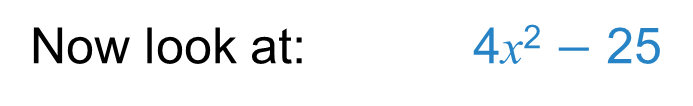 Now look at: 4x² – 25